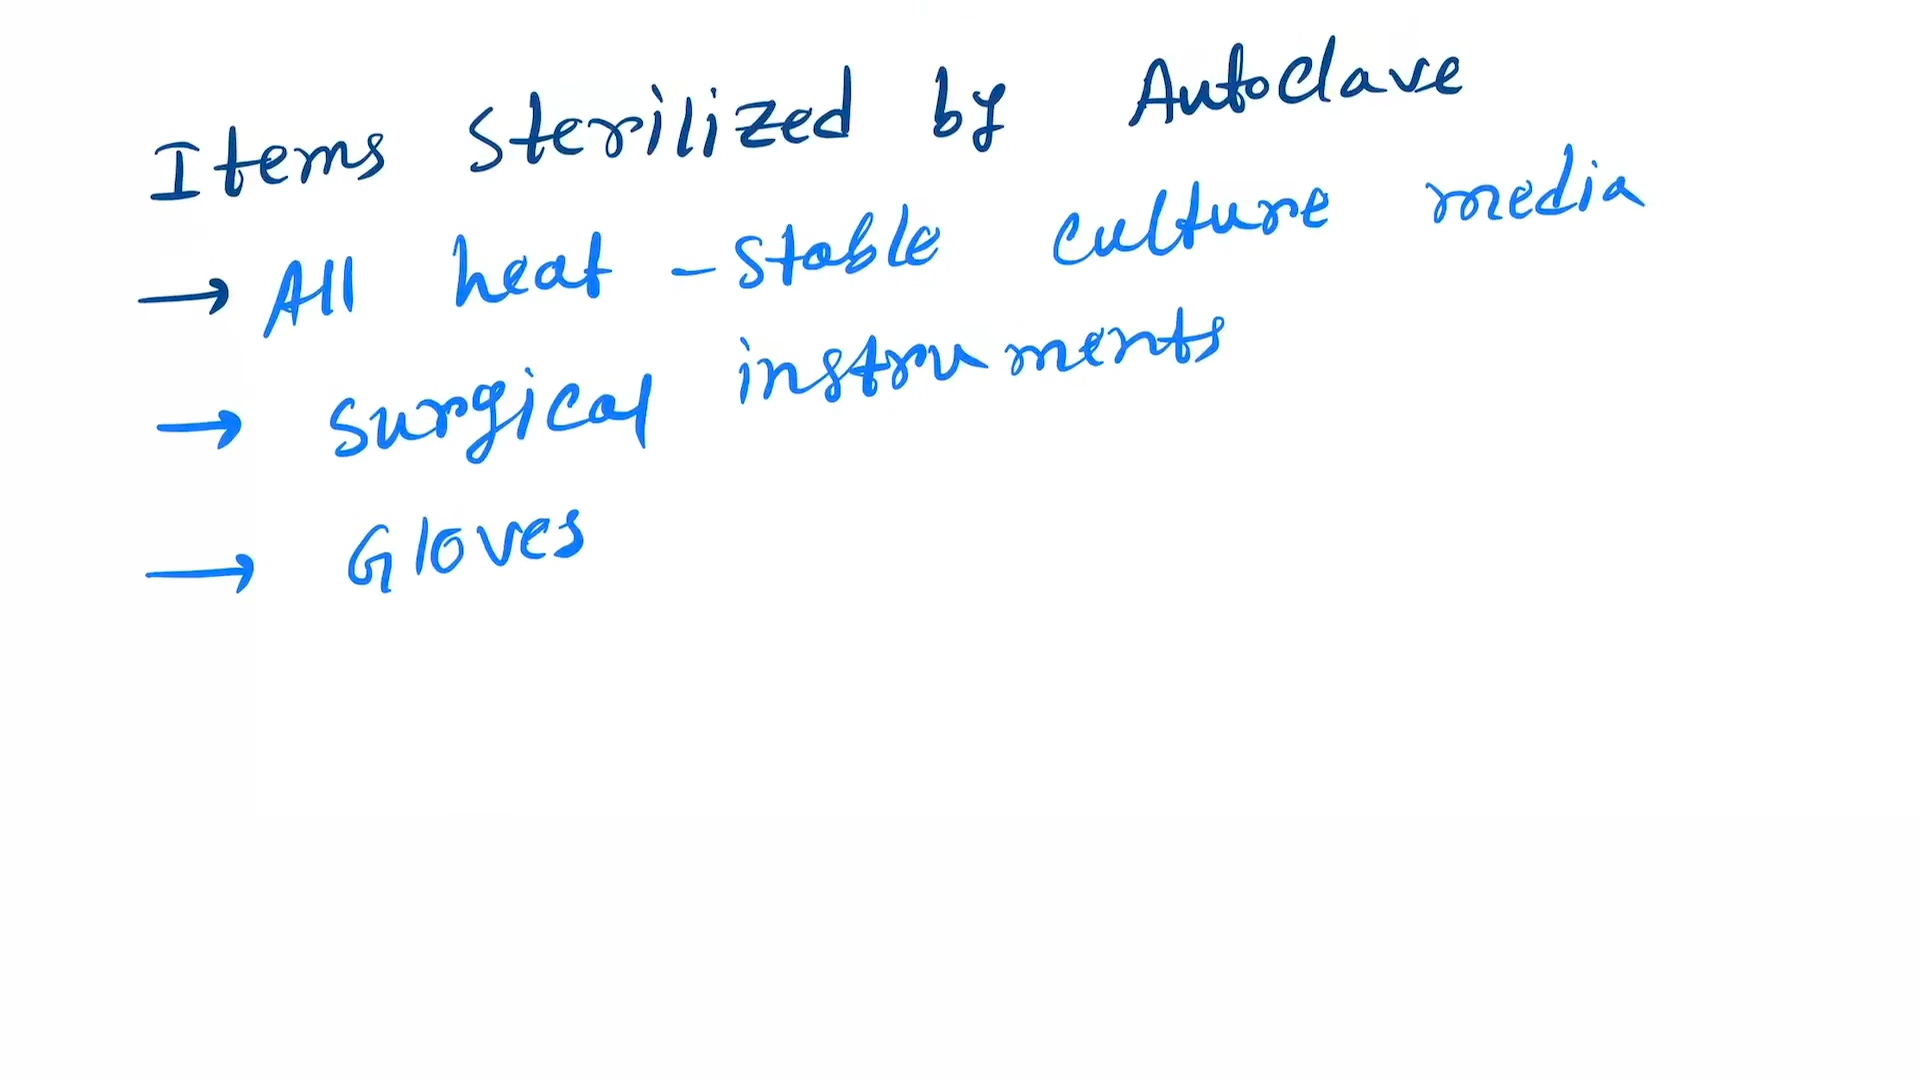 Items Sterilized by Autoclave
→ All heat - stable culture media
→ Surgical instruments
→ Gloves